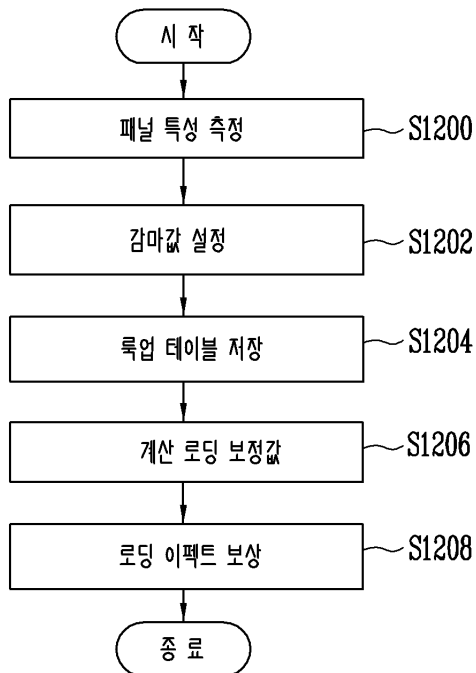 시 작
패널 특성 측정
S1200
감마값 설정
S1202
룩업 테이블 저장
S1204
계산 로딩 보정값
S1206
로딩 이펙트 보상
S1208
종 료